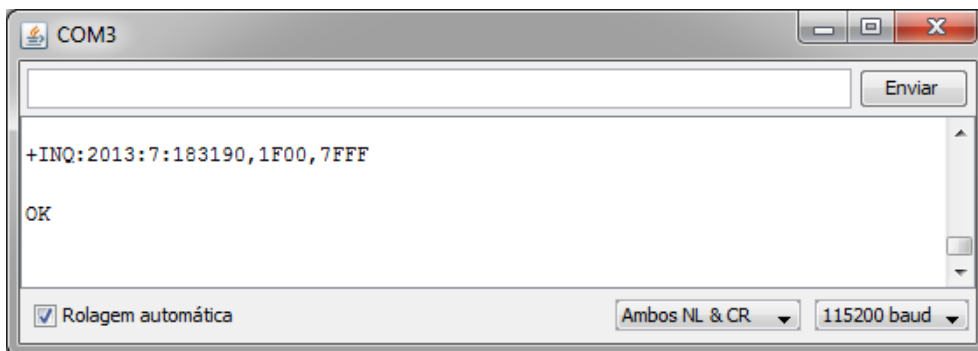 COM3
Enviar
+INQ:2013:7:183190,1F00,7FFF
OK
Rolagem automática
Ambos NL & CR
115200 baud